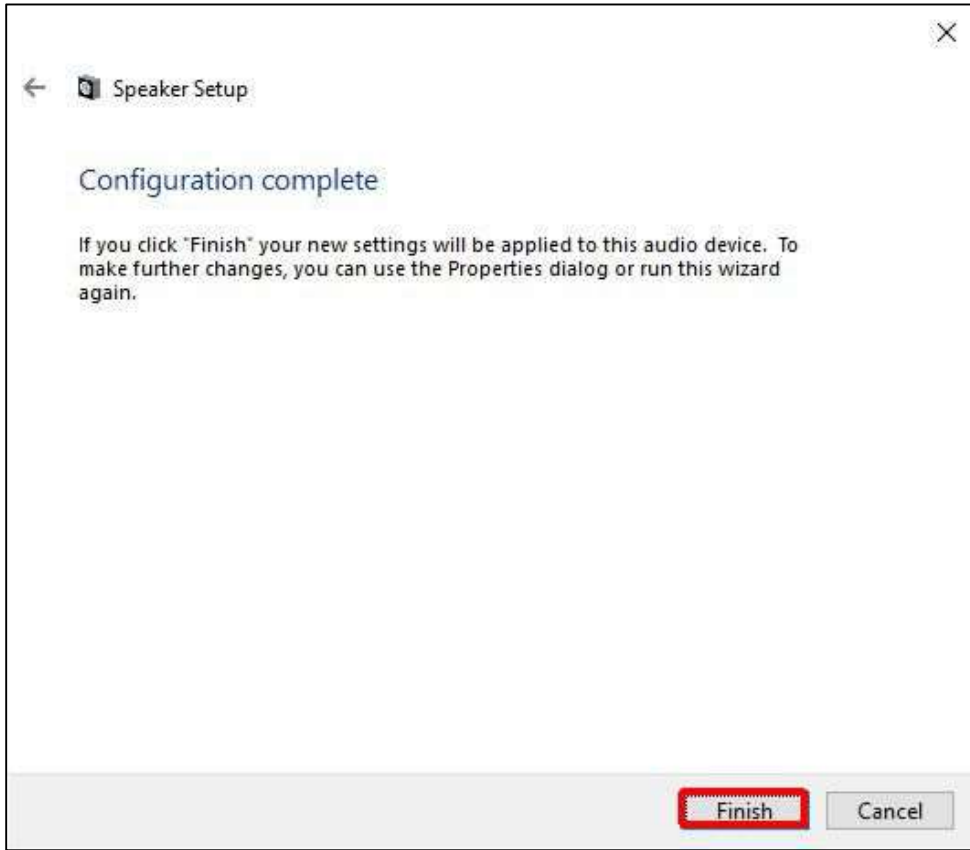 Speaker Setup
Configuration complete
If you click "Finish" your new settings will be applied to this audio device. To
make further changes, you can use the Properties dialog or run this wizard
again.
Finish
Cancel